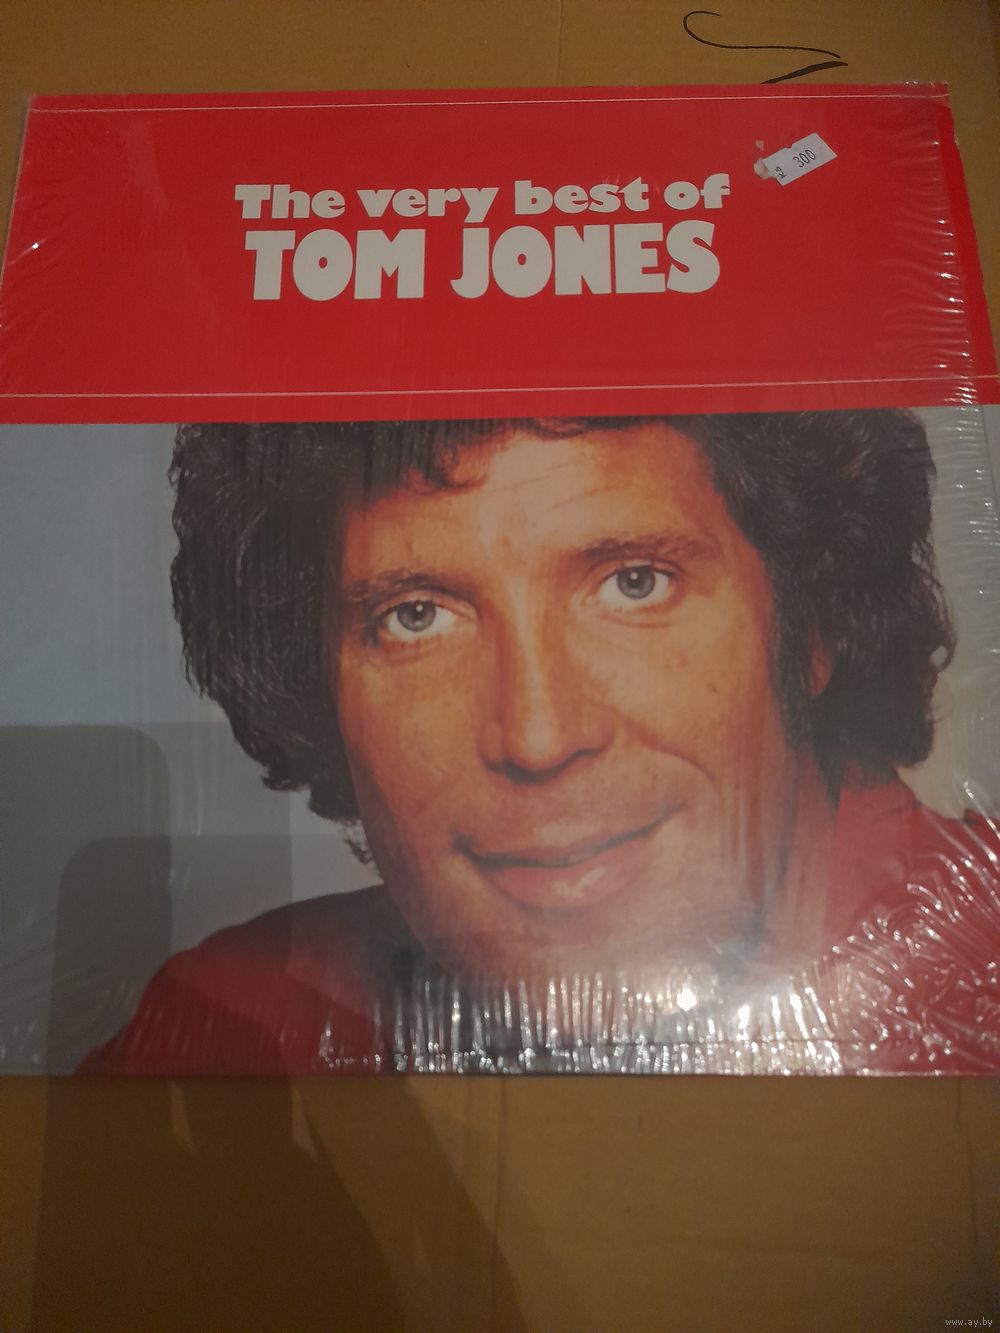 300
The very best of
TOM JONES
www.ay.by